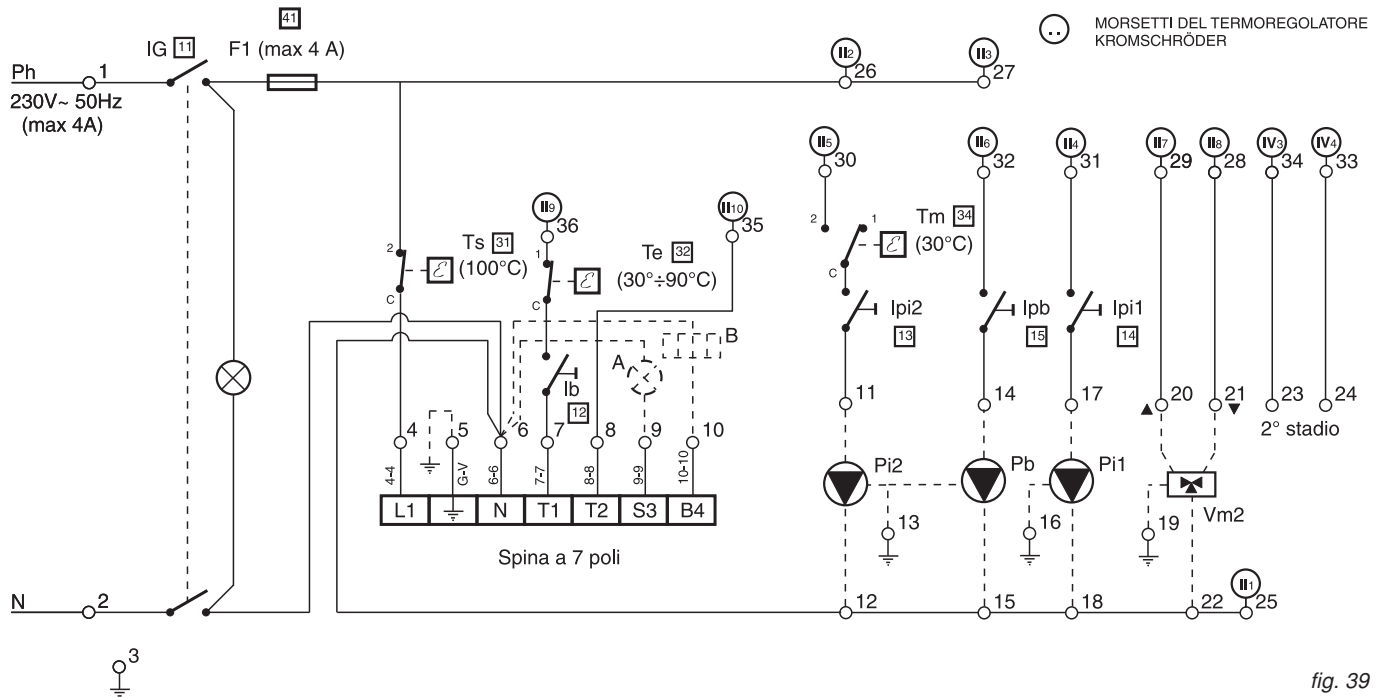 41
IG 11
F1 (max 4 A)
Ph
1
230V~ 50Hz
(max 4A)
II2
26
II3
27
.. MORSETTI DEL TERMOREGOLATORE
KROMSCHRÖDER
II5
30
II6
32
II4
31
II7
29
II8
28
IV3
34
IV4
33
II9
36
II10
35
2
Ts 31
(100°C)
C
1
Te 32
(30°÷90°C)
C
2
1
Tm 34
(30°C)
C
Ipi2
13
Ipb
15
Ipi1
14
A
B
Ib
12
11
14
17
20
21
23
24
2° stadio
4
5
6
7
8
9
10
4-4
G-V
6-6
7-7
8-8
9-9
10-10
L1
N
T1
T2
S3
B4
Spina a 7 poli
Pi2
Pb
Pi1
Vm2
13
16
19
N
2
12
15
18
22
II1
25
3
fig. 39